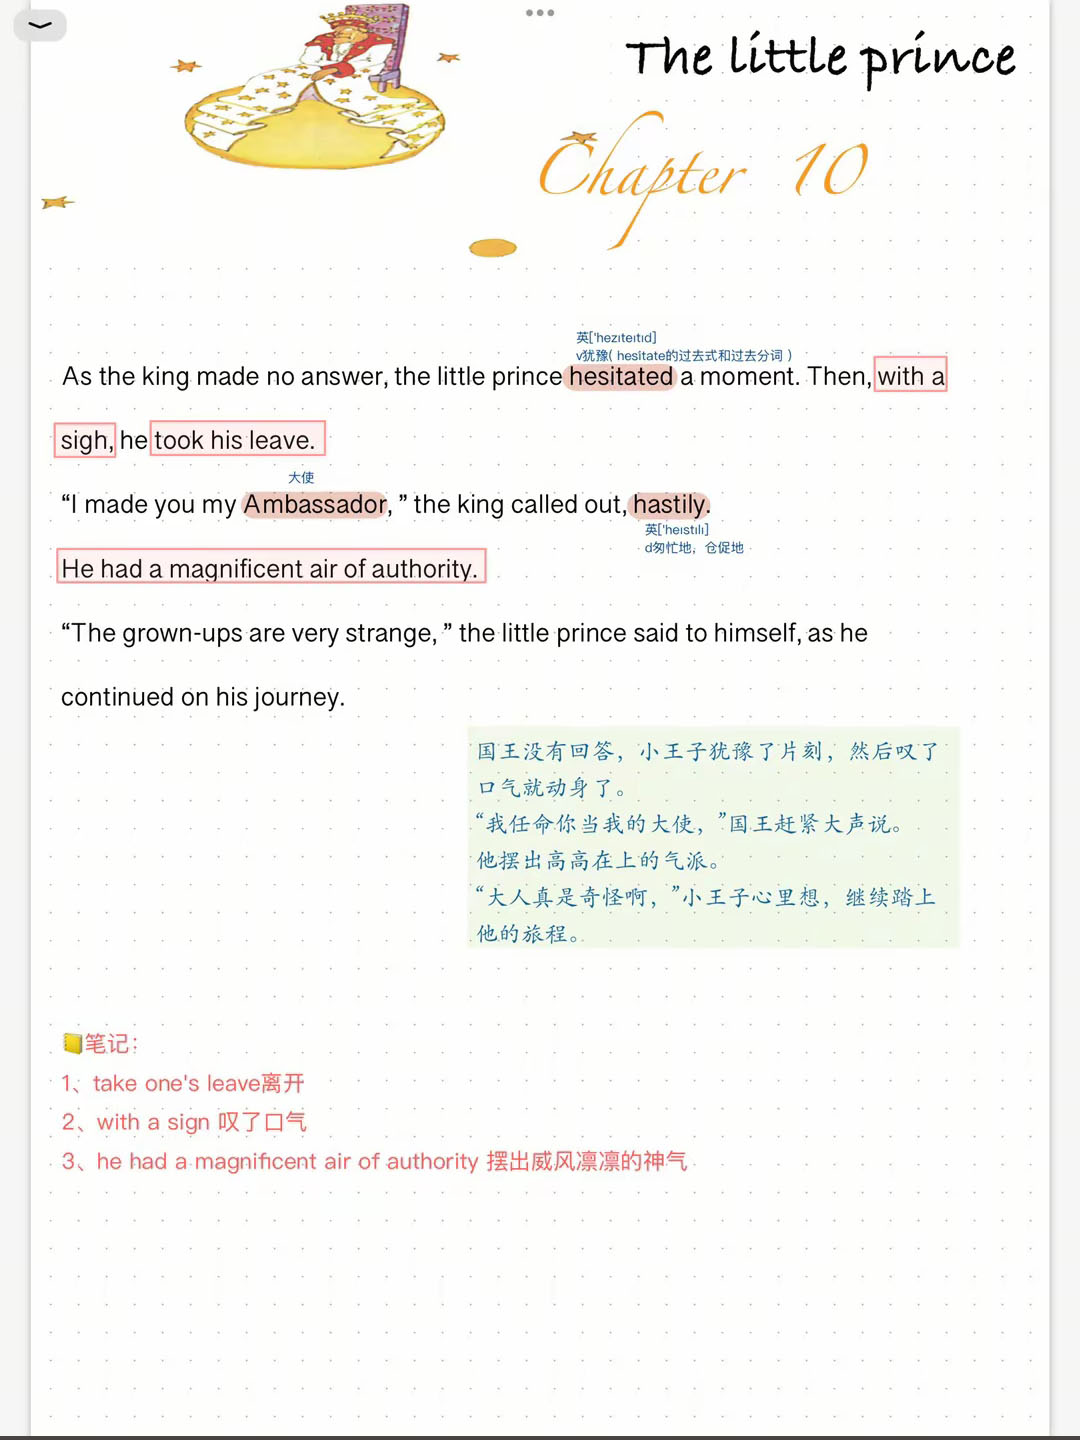 The little prince
Chapter 10
英['hezɪteɪtɪd]
v犹豫( hesitate的过去式和过去分词 )
As the king made no answer, the little prince hesitated a moment. Then, with a
sigh, he took his leave.
大使
“I made you my Ambassador, ” the king called out, hastily.
英['heɪstɪlɪ]
d匆忙地，仓促地
He had a magnificent air of authority.
“The grown-ups are very strange, ” the little prince said to himself, as he
continued on his journey.
国王没有回答，小王子犹豫了片刻，然后叹了
口气就动身了。
“我任命你当我的大使，”国王赶紧大声说。
他摆出高高在上的气派。
“大人真是奇怪啊，”小王子心里想，继续踏上
他的旅程。
📒笔记：
1、take one's leave离开
2、with a sign 叹了口气
3、he had a magnificent air of authority 摆出威风凛凛的神气